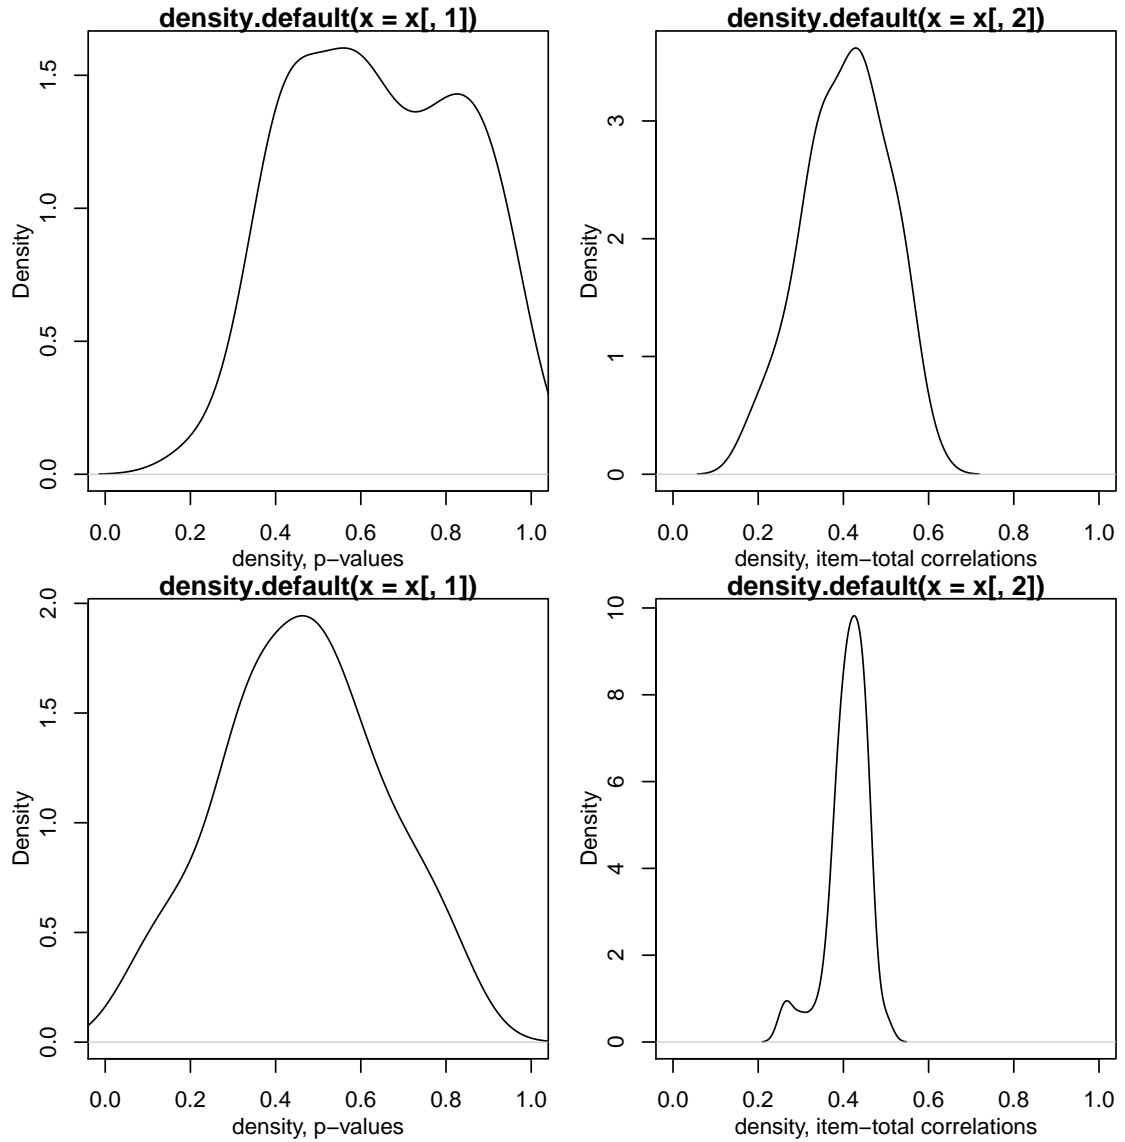 density.default(x = x[, 1])
Density
0.0 0.5 1.0 1.5
0.0 0.2 0.4 0.6 0.8 1.0
density, p−values
density.default(x = x[, 2])
Density
0 1 2 3
0.0 0.2 0.4 0.6 0.8 1.0
density, item−total correlations
density.default(x = x[, 1])
Density
0.0 0.5 1.0 1.5 2.0
0.0 0.2 0.4 0.6 0.8 1.0
density, p−values
density.default(x = x[, 2])
Density
0 2 4 6 8 10
0.0 0.2 0.4 0.6 0.8 1.0
density, item−total correlations